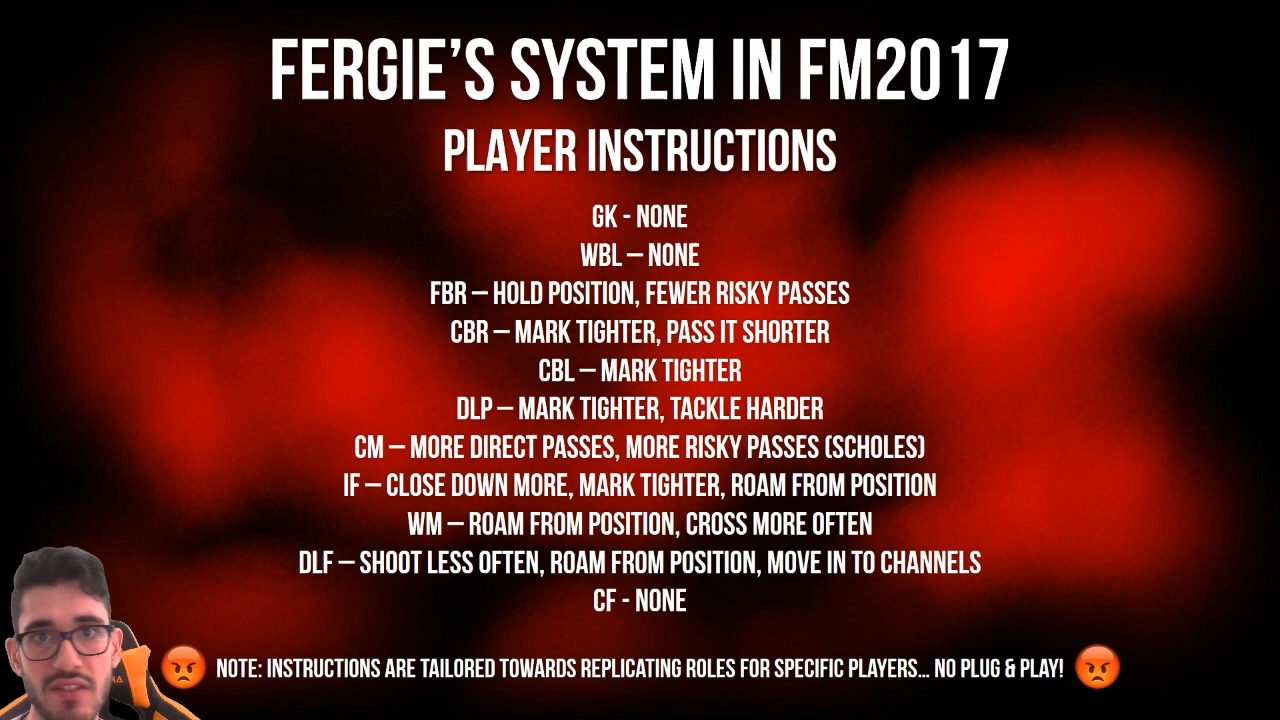 FERGIE'S SYSTEM IN FM2017
PLAYER INSTRUCTIONS
GK - NONE
WBL – NONE
FBR – HOLD POSITION, FEWER RISKY PASSES
CBR – MARK TIGHTER, PASS IT SHORTER
CBL – MARK TIGHTER
DLP – MARK TIGHTER, TACKLE HARDER
CM – MORE DIRECT PASSES, MORE RISKY PASSES (SCHOLES)
IF – CLOSE DOWN MORE, MARK TIGHTER, ROAM FROM POSITION
WM – ROAM FROM POSITION, CROSS MORE OFTEN
DLF – SHOOT LESS OFTEN, ROAM FROM POSITION, MOVE IN TO CHANNELS
CF - NONE
NOTE: INSTRUCTIONS ARE TAILORED TOWARDS REPLICATING ROLES FOR SPECIFIC PLAYERS... NO PLUG & PLAY!